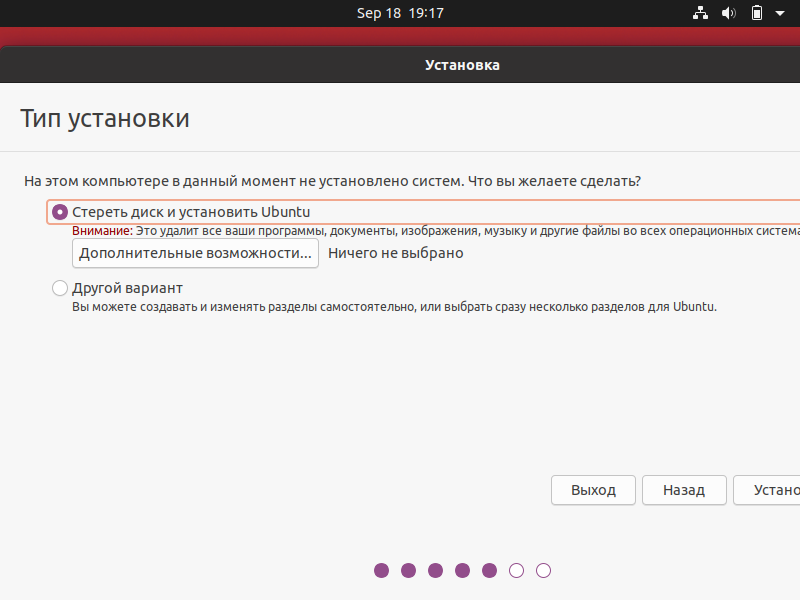 Sep 18 19:17
Установка
Тип установки
На этом компьютере в данный момент не установлено систем. Что вы желаете сделать?
Стереть диск и установить Ubuntu
Внимание: Это удалит все ваши программы, документы, изображения, музыку и другие файлы во всех операционных
Дополнительные возможности... Ничего не выбрано
Другой вариант
Вы можете создавать и изменять разделы самостоятельно, или выбрать сразу несколько разделов для Ubuntu.
Выход Назад